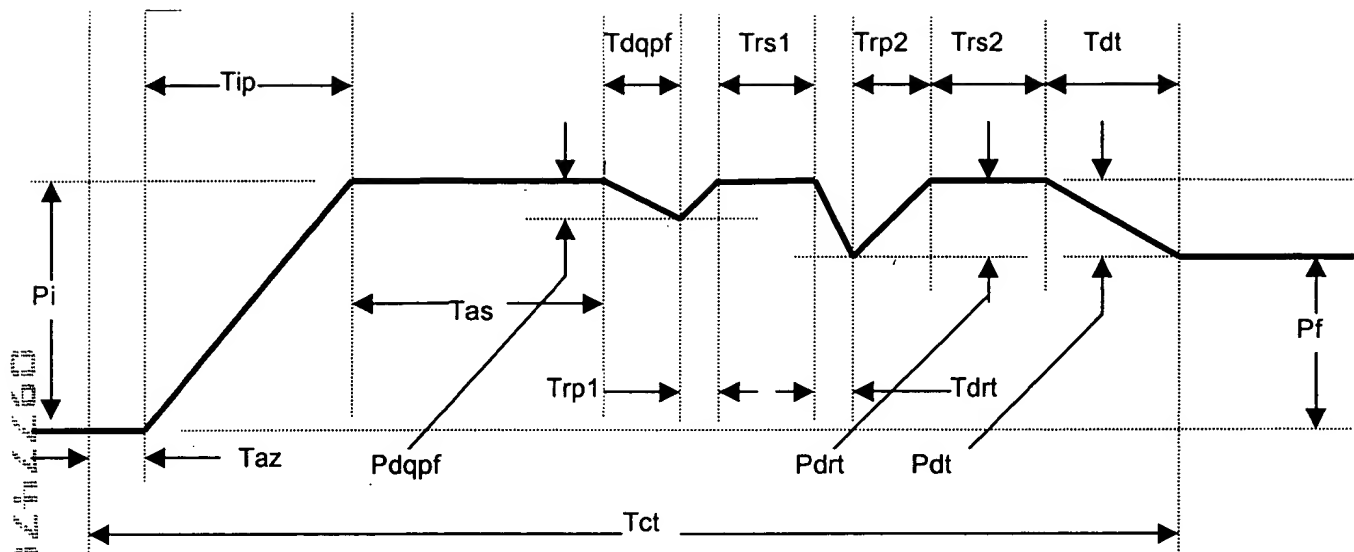 Tdqpf Trs1 Trp2 Trs2 Tdt
Tip
Pi
Tas
Pf
Trp1 Tdrt
Taz Pdqpf Pdrt Pdt
Tct